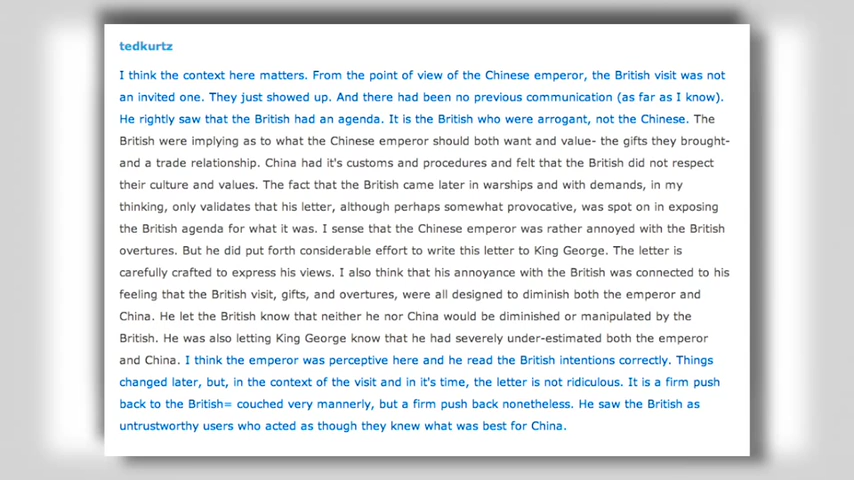 tedkurtz
I think the context here matters. From the point of view of the Chinese emperor, the British visit was not
an invited one. They just showed up. And there had been no previous communication (as far as I know).
He rightly saw that the British had an agenda. It is the British who were arrogant, not the Chinese. The
British were implying as to what the Chinese emperor should both want and value- the gifts they brought-
and a trade relationship. China had it's customs and procedures and felt that the British did not respect
their culture and values. The fact that the British came later in warships and with demands, in my
thinking, only validates that his letter, although perhaps somewhat provocative, was spot on in exposing
the British agenda for what it was. I sense that the Chinese emperor was rather annoyed with the British
overtures. But he did put forth considerable effort to write this letter to King George. The letter is
carefully crafted to express his views. I also think that his annoyance with the British was connected to his
feeling that the British visit, gifts, and overtures, were all designed to diminish both the emperor and
China. He let the British know that neither he nor China would be diminished or manipulated by the
British. He was also letting King George know that he had severely under-estimated both the emperor
and China. I think the emperor was perceptive here and he read the British intentions correctly. Things
changed later, but, in the context of the visit and in it's time, the letter is not ridiculous. It is a firm push
back to the British= couched very mannerly, but a firm push back nonetheless. He saw the British as
untrustworthy users who acted as though they knew what was best for China.